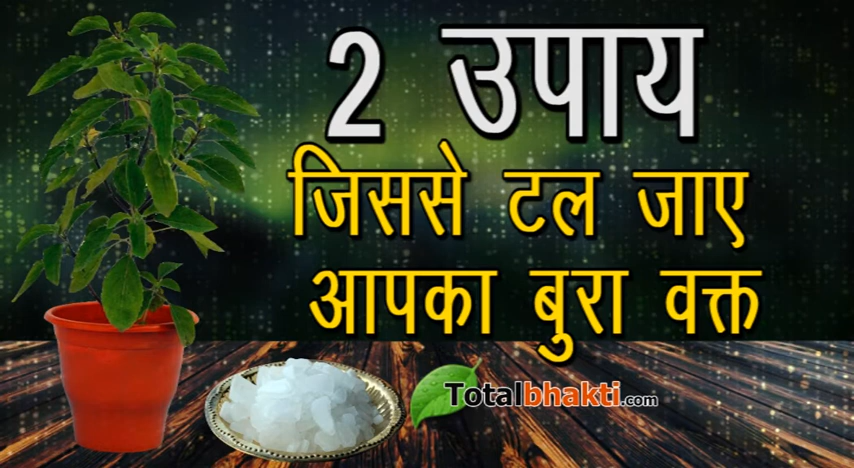 2 उपाय
जिससे टल जाए
आपका बुरा वक्त
Totalbhakti.com